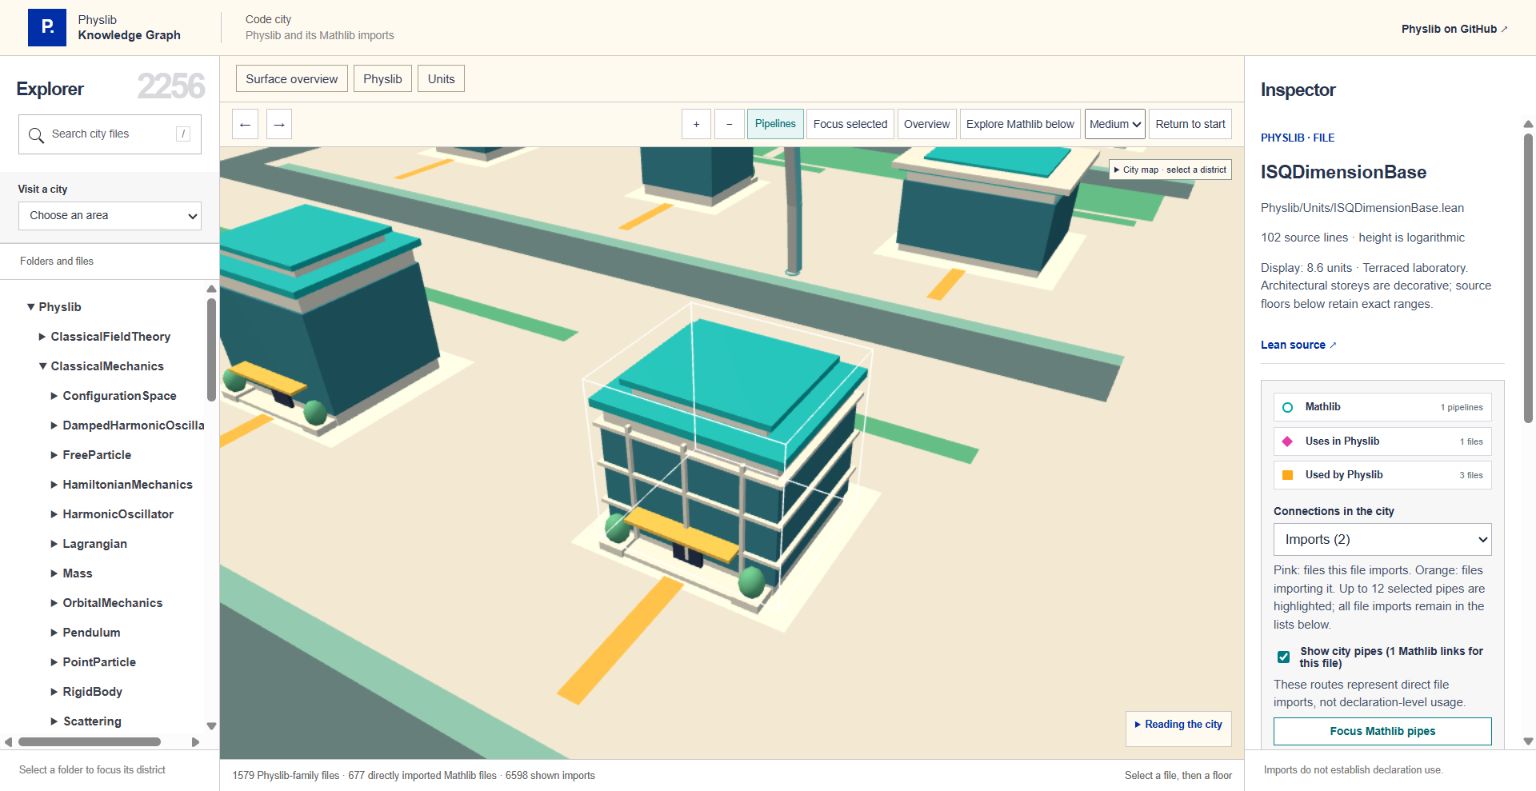 P.
Physlib
Knowledge Graph
Code city
Physlib and its Mathlib imports
Physlib on GitHub ↗
Explorer
2256
Search city files
/
Visit a city
Choose an area
Folders and files
▼ Physlib
▶ ClassicalFieldTheory
▼ ClassicalMechanics
▶ ConfigurationSpace
▶ DampedHarmonicOscilla
▶ FreeParticle
▶ HamiltonianMechanics
▶ HarmonicOscillator
▶ Lagrangian
▶ Mass
▶ OrbitalMechanics
▶ Pendulum
▶ PointParticle
▶ RigidBody
▶ Scattering
Select a folder to focus its district
Surface overview
Physlib
Units
←
→
+
−
Pipelines
Focus selected
Overview
Explore Mathlib below
Medium
Return to start
▶ City map · select a district
▶ Reading the city
1579 Physlib-family files · 677 directly imported Mathlib files · 6598 shown imports
Select a file, then a floor
Inspector
PHYSLIB · FILE
ISQDimensionBase
Physlib/Units/ISQDimensionBase.lean
102 source lines · height is logarithmic
Display: 8.6 units · Terraced laboratory.
Architectural storeys are decorative; source
floors below retain exact ranges.
Lean source ↗
Mathlib
1 pipelines
Uses in Physlib
1 files
Used by Physlib
3 files
Connections in the city
Imports (2)
Pink: files this file imports. Orange: files
importing it. Up to 12 selected pipes are
highlighted; all file imports remain in the
lists below.
Show city pipes (1 Mathlib links for
this file)
These routes represent direct file
imports, not declaration-level usage.
Focus Mathlib pipes
Imports do not establish declaration use.